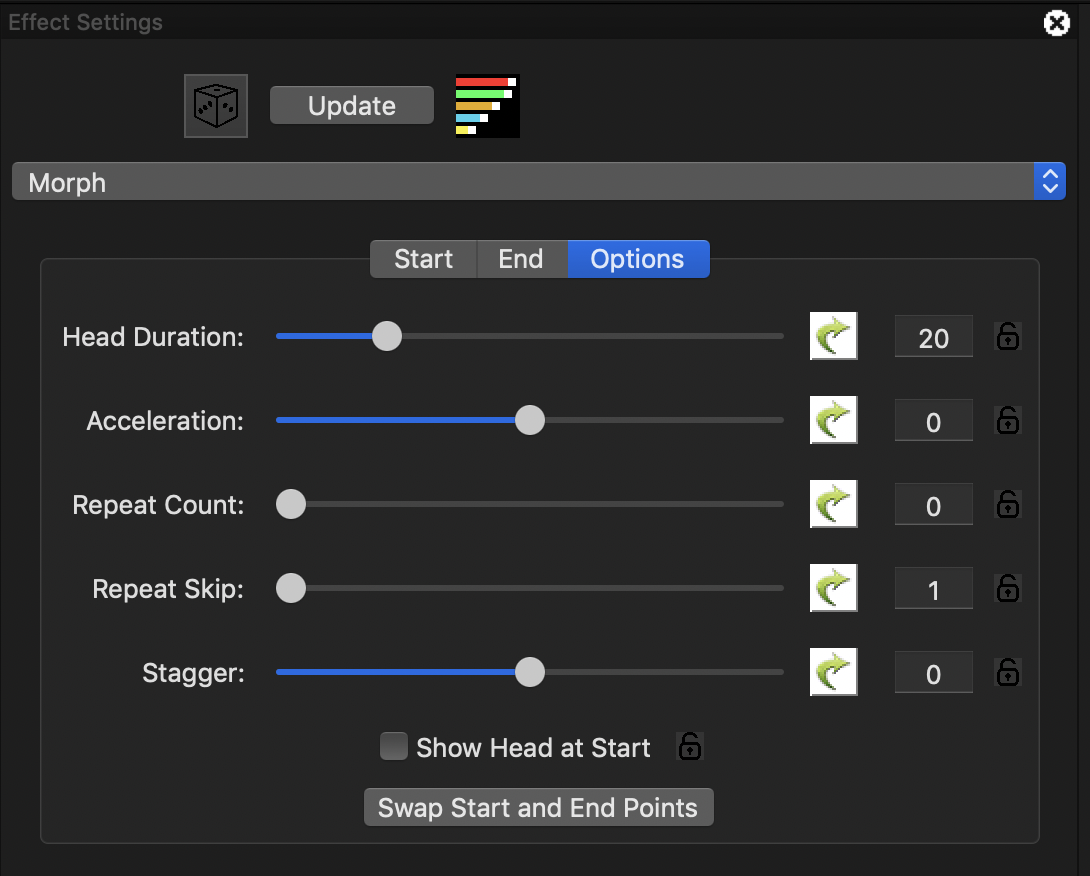 Effect Settings
Update
Morph
Start End Options
Head Duration: 20
Acceleration: 0
Repeat Count: 0
Repeat Skip: 1
Stagger: 0
Show Head at Start
Swap Start and End Points